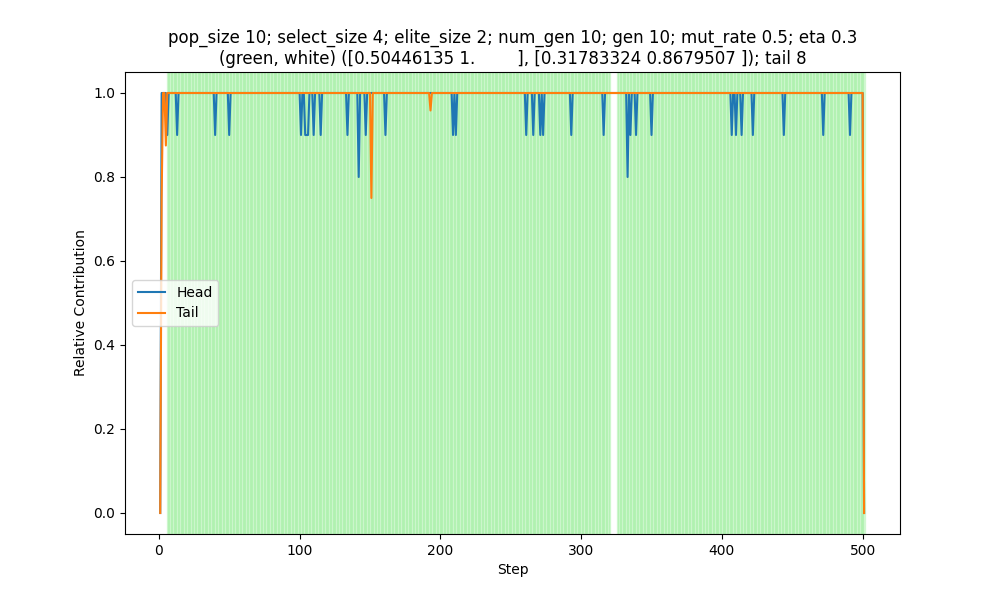 pop_size 10; select_size 4; elite_size 2; num_gen 10; gen 10; mut_rate 0.5; eta 0.3
(green, white) ([0.50446135 1.        ], [0.31783324 0.8679507 ]); tail 8
1.0
0.8
0.6
0.4
0.2
0.0
Relative Contribution
Head
Tail
0 100 200 300 400 500
Step